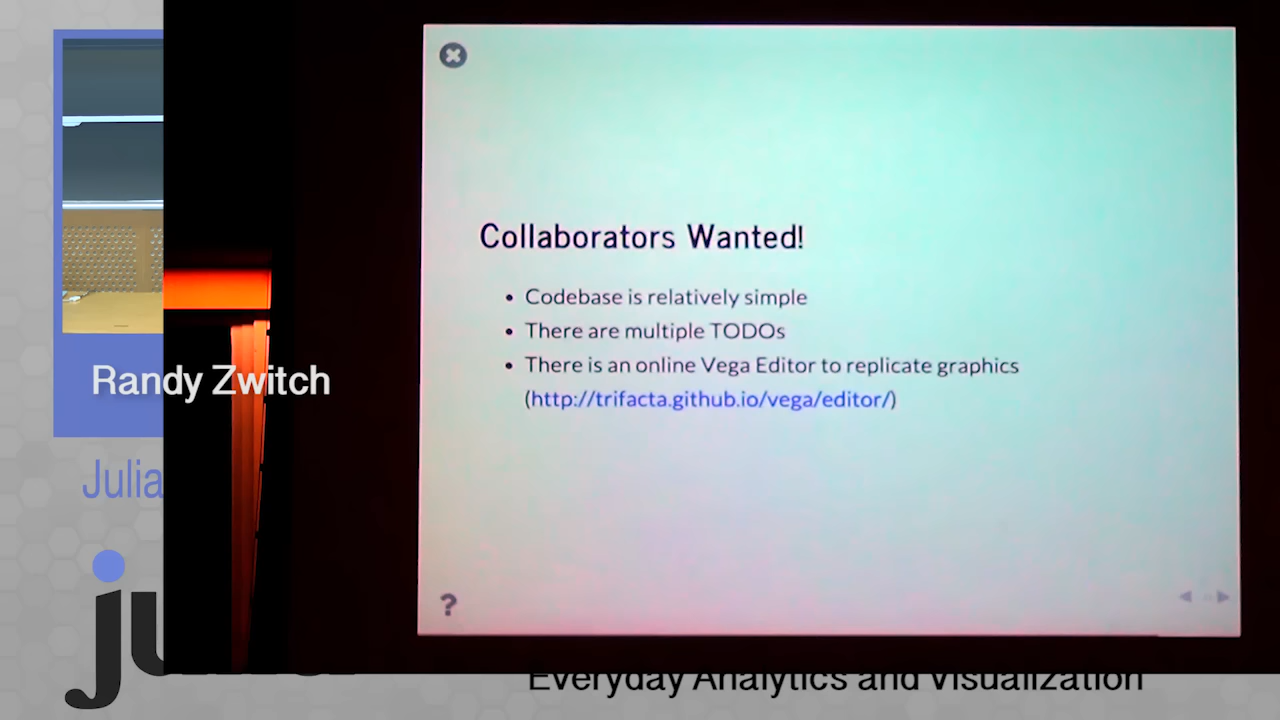 Collaborators Wanted!
• Codebase is relatively simple
• There are multiple TODOs
• There is an online Vega Editor to replicate graphics
(http://trifacta.github.io/vega/editor/)
?
Randy Zwitch
Julia
Everyday Analytics and Visualization